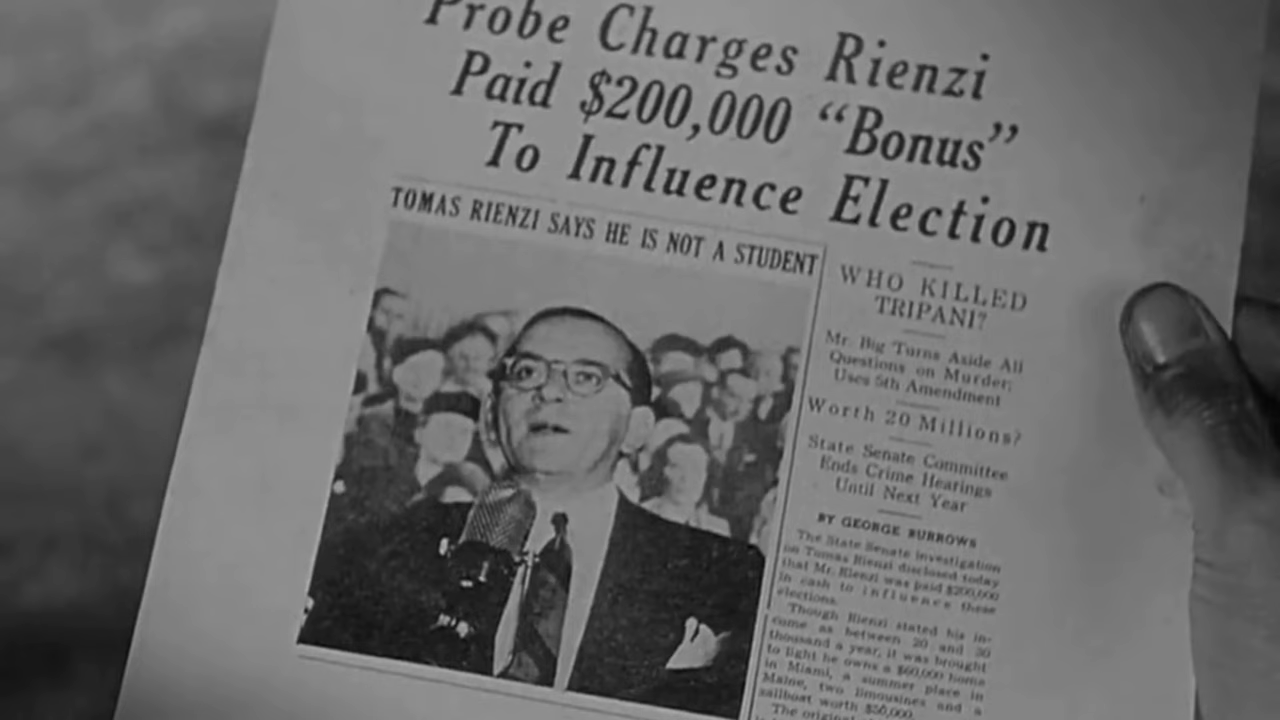 Probe Charges Rienzi
Paid $200,000 “Bonus”
To Influence Election
TOMAS RIENZI SAYS HE IS NOT A STUDENT
WHO KILLED
TRIPANI?
Mr. Big Turns Aside All
Questions on Murder;
Uses 5th Amendment
Worth 20 Millions?
State Senate Committee
Ends Crime Hearings
Until Next Year
BY GEORGE BURROWS
The State Senate investigation
on Tomas Rienzi disclosed today
that Mr. Rienzi was paid $200,000
in cash to influence these
elections.
Though Rienzi stated his in-
come as between 20 and 30
thousand a year, it was brought
to light he owns a $60,000 home
in Miami, a summer place in
Maine, two limousines and a
sailboat worth $50,000.
The original